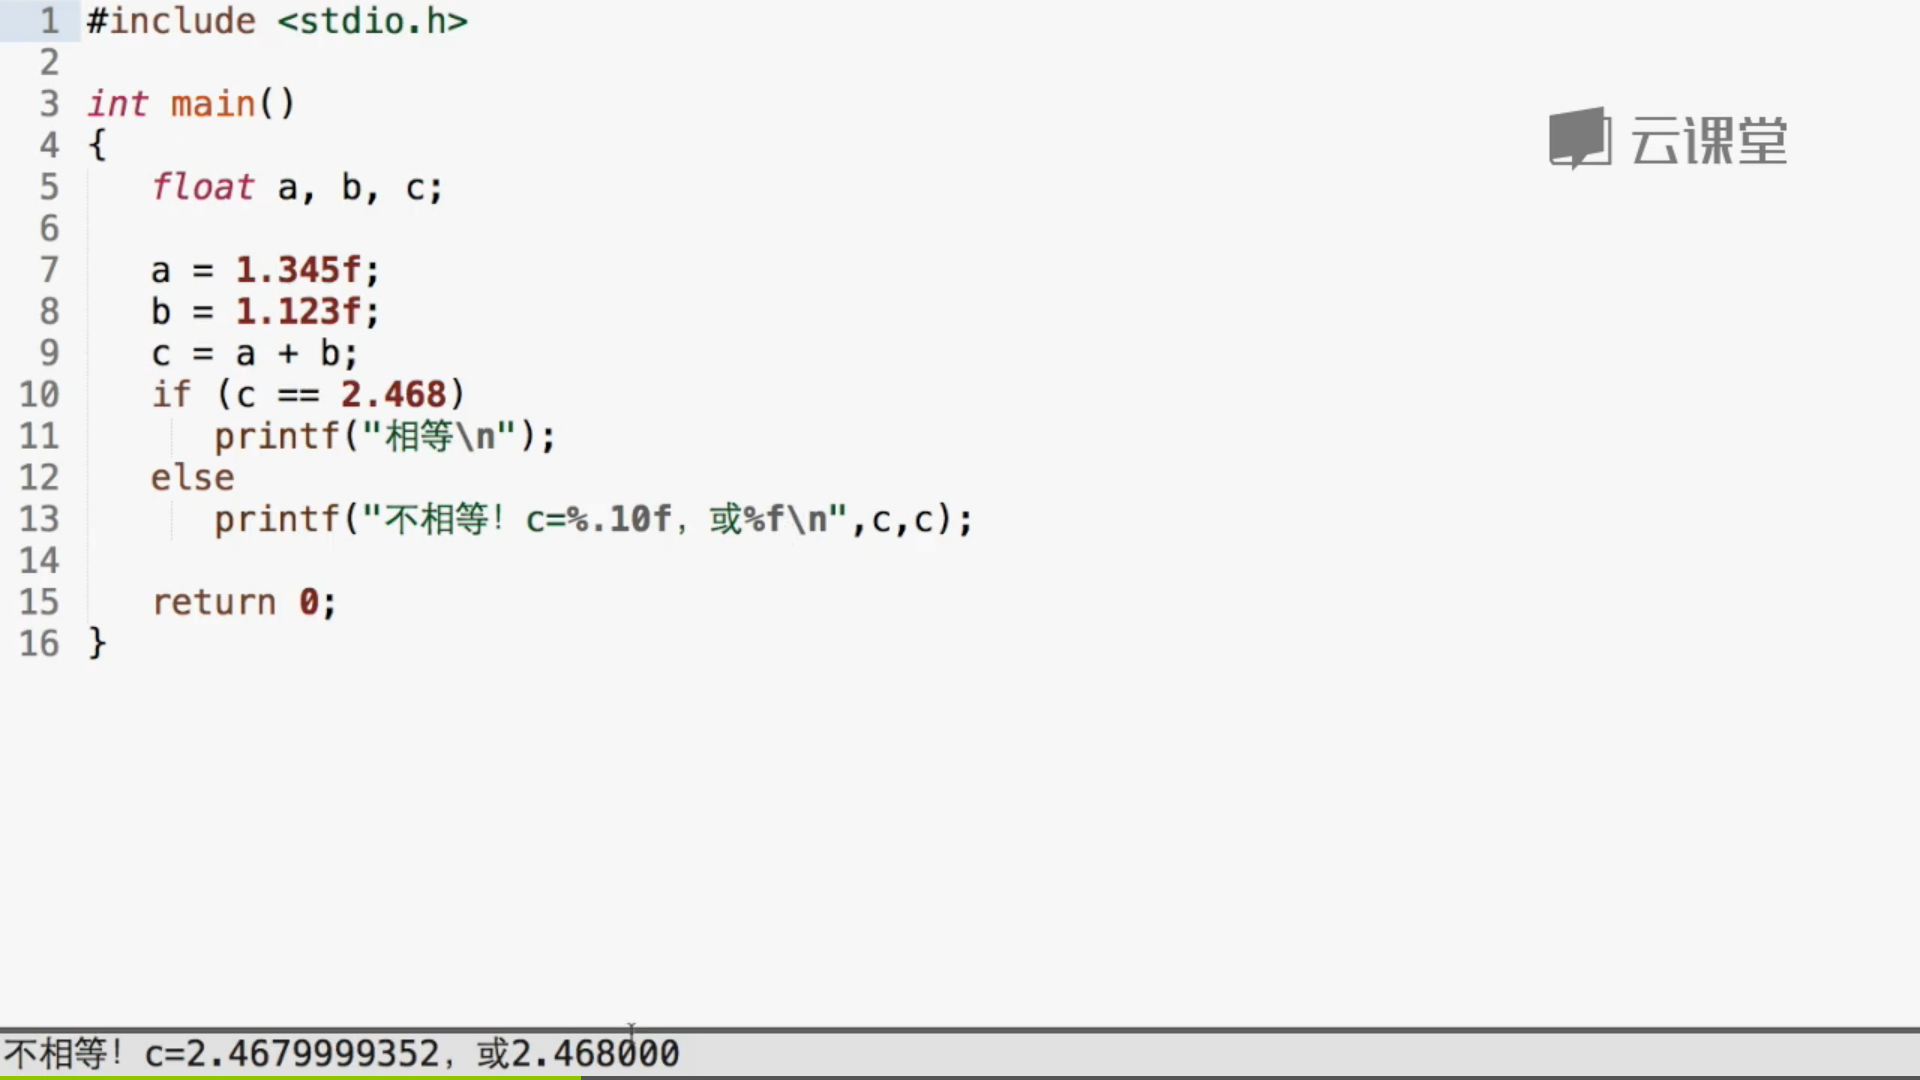 1 #include <stdio.h>
2
3 int main()
4 {
5 float a, b, c;
6
7 a = 1.345f;
8 b = 1.123f;
9 c = a + b;
10 if (c == 2.468)
11 printf("相等\n");
12 else
13 printf("不相等！c=%.10f，或%f\n",c,c);
14
15 return 0;
16 }
云课堂
不相等！c=2.4679999352，或2.468000